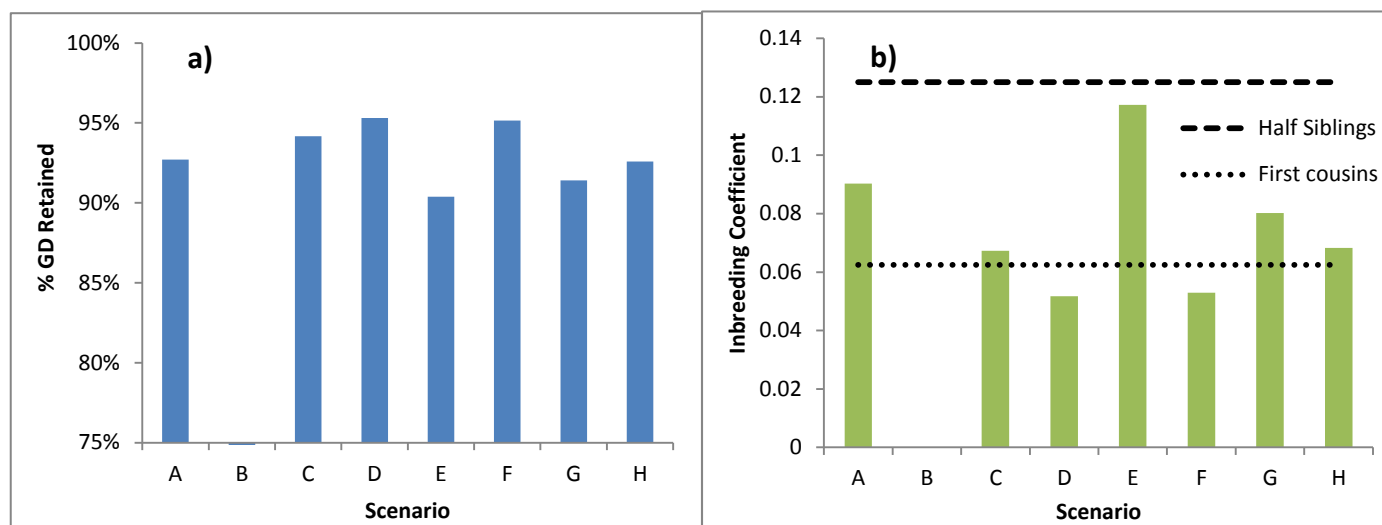 a)
% GD Retained
100%
95%
90%
85%
80%
75%
A B C D E F G H
Scenario
b)
Inbreeding Coefficient
0.14
0.12
0.1
0.08
0.06
0.04
0.02
0
Half Siblings
First cousins
A B C D E F G H
Scenario